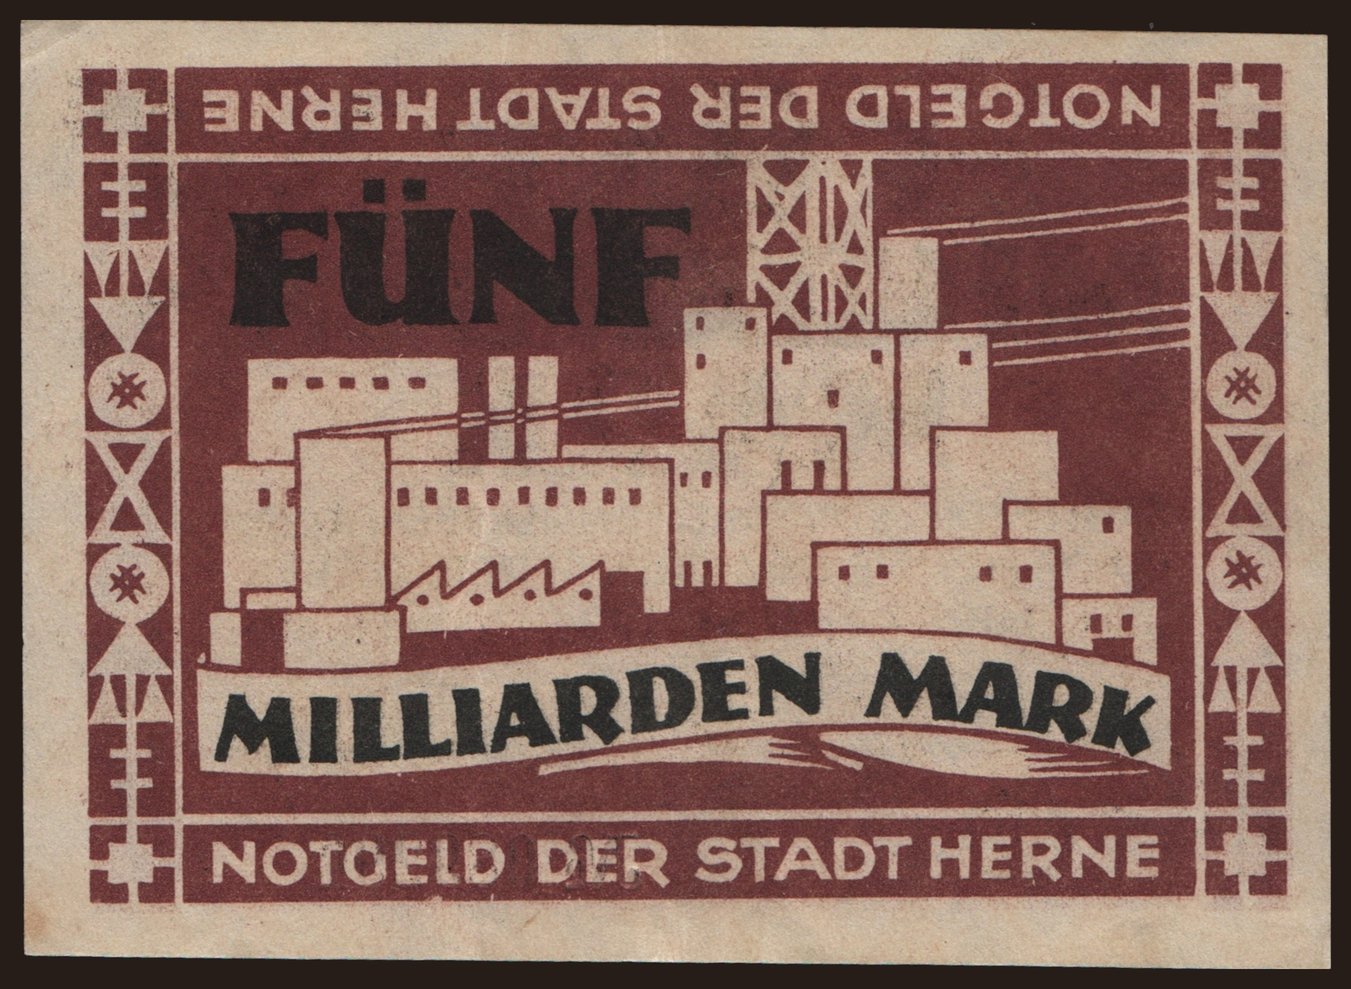 NOTGELD DER STADT HERNE
FÜNF
MILLIARDEN MARK
NOTGELD DER STADT HERNE